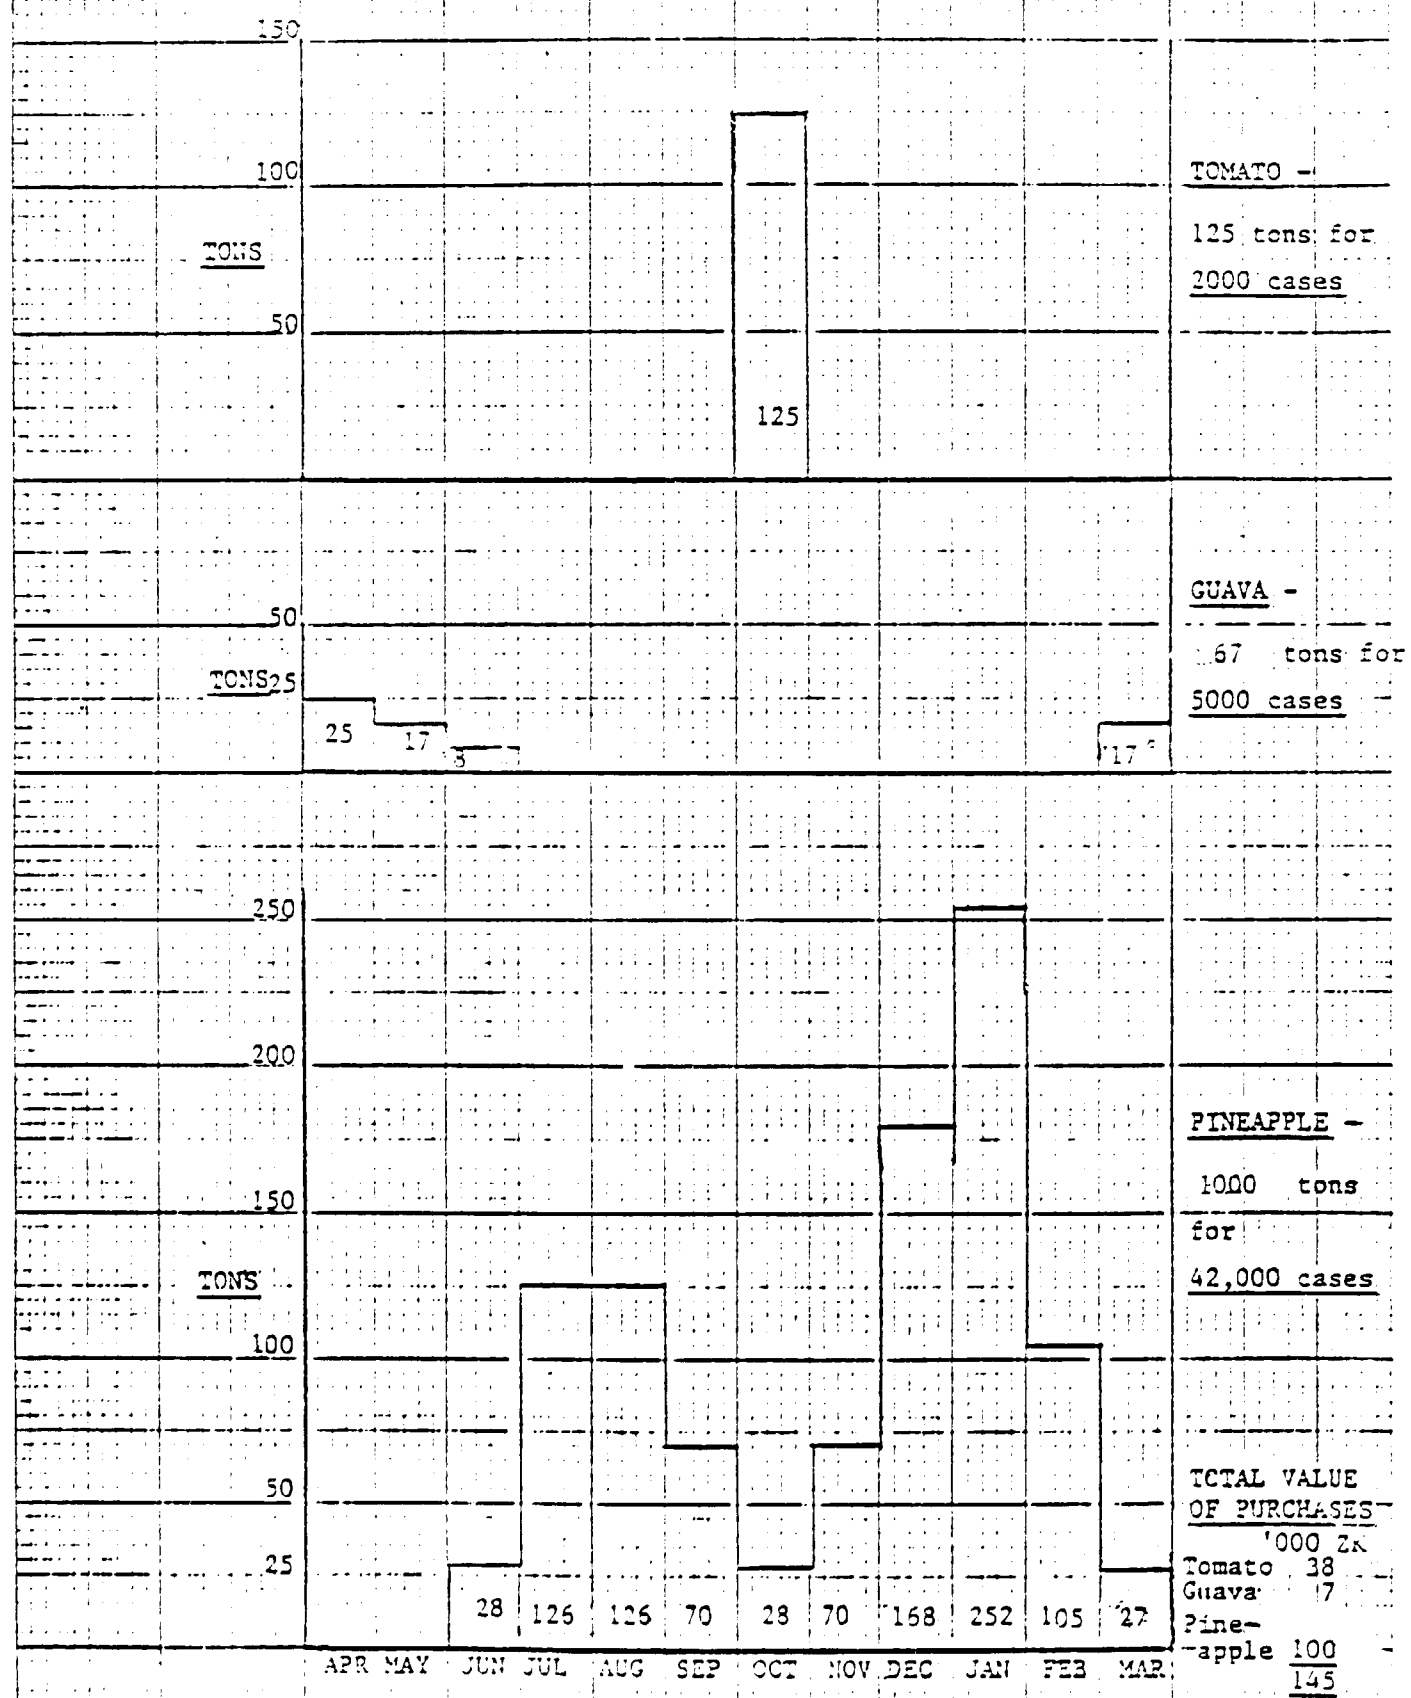 150
100
TONS
50
125
TOMATO -
125 tons for
2000 cases
50
TONS 25
25
17
8
17
GUAVA -
67 tons for
5000 cases
250
200
150
TONS
100
50
25
28 126 126 70 28 70 168 252 105 27
APR MAY JUN JUL AUG SEP OCT NOV DEC JAN FEB MAR
PINEAPPLE -
1000 tons
for
42,000 cases
TOTAL VALUE
OF PURCHASES
'000 ZK
Tomato 38
Guava 7
Pine-
apple 100
145